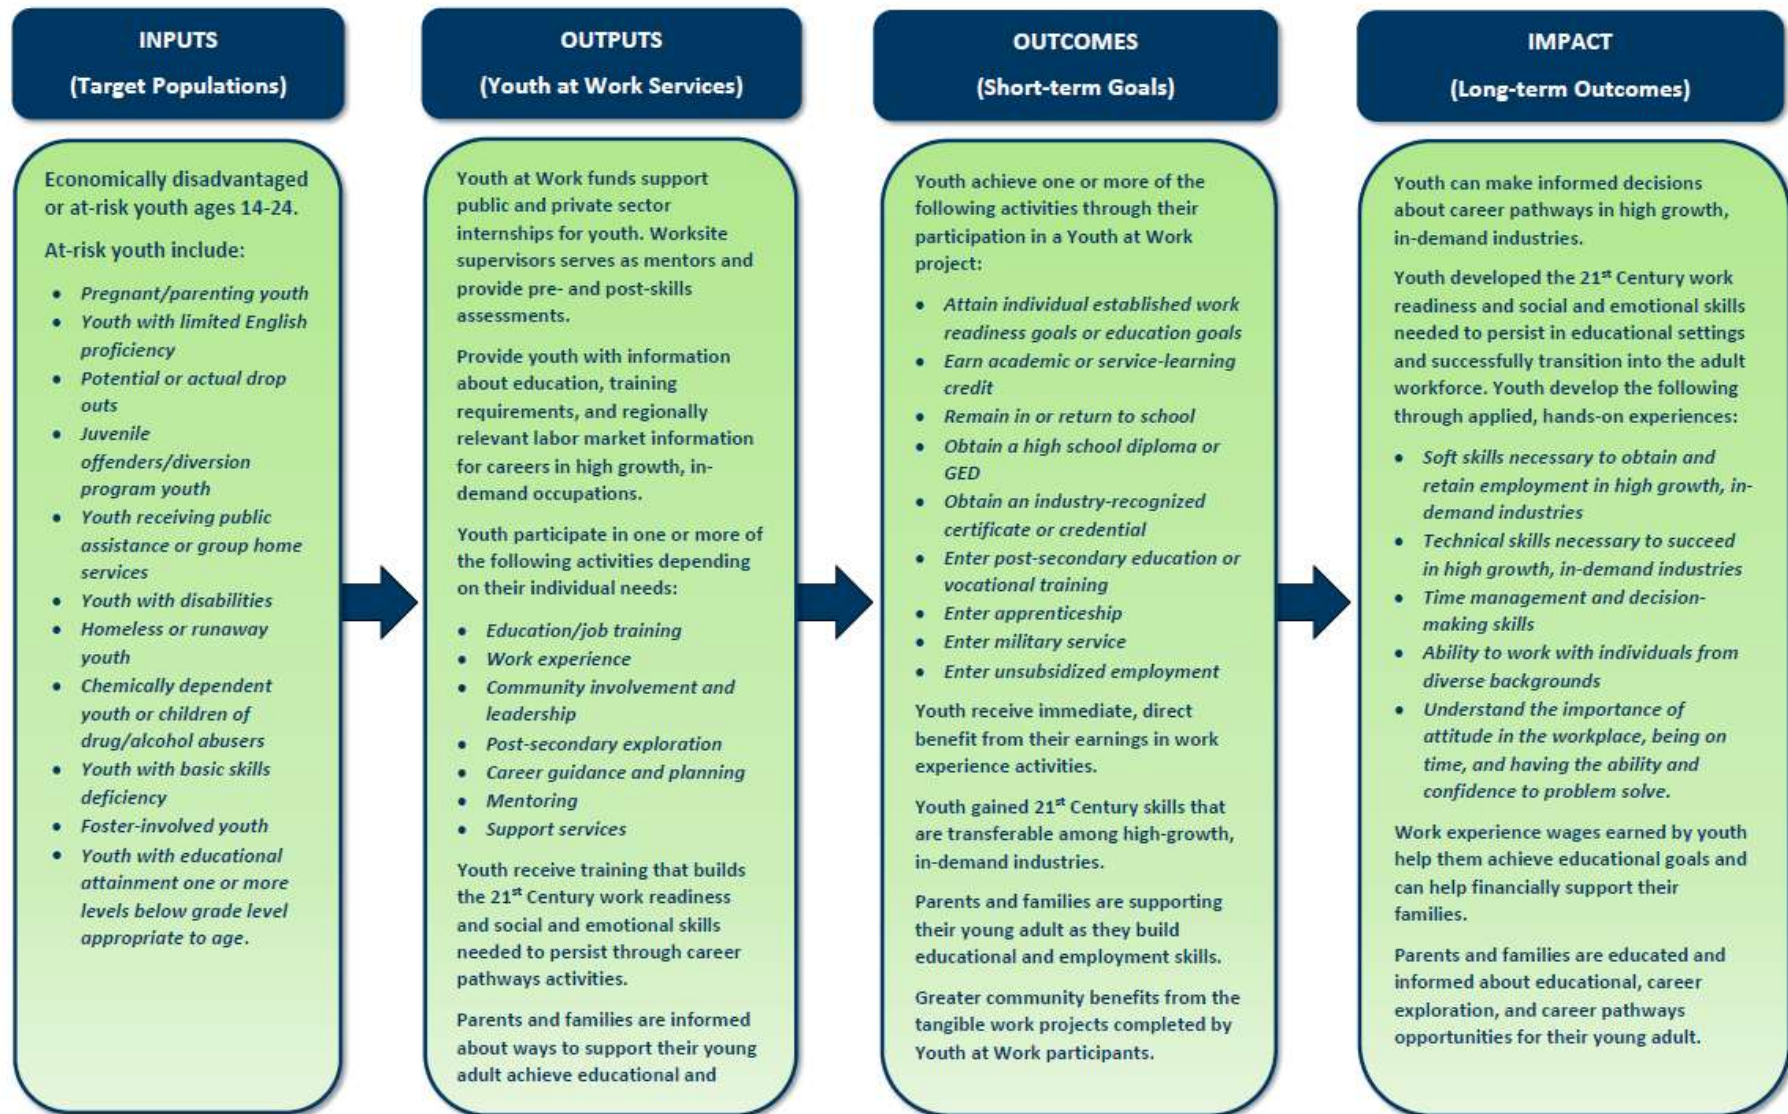 INPUTS
(Target Populations)
Economically disadvantaged
or at-risk youth ages 14-24.
At-risk youth include:
• Pregnant/parenting youth
• Youth with limited English
proficiency
• Potential or actual drop
outs
• Juvenile
offenders/diversion
program youth
• Youth receiving public
assistance or group home
services
• Youth with disabilities
• Homeless or runaway
youth
• Chemically dependent
youth or children of
drug/alcohol abusers
• Youth with basic skills
deficiency
• Foster-involved youth
• Youth with educational
attainment one or more
levels below grade level
appropriate to age.
OUTPUTS
(Youth at Work Services)
Youth at Work funds support
public and private sector
internships for youth. Worksite
supervisors serves as mentors and
provide pre- and post-skills
assessments.
Provide youth with information
about education, training
requirements, and regionally
relevant labor market information
for careers in high growth, in-
demand occupations.
Youth participate in one or more of
the following activities depending
on their individual needs:
• Education/job training
• Work experience
• Community involvement and
leadership
• Post-secondary exploration
• Career guidance and planning
• Mentoring
• Support services
Youth receive training that builds
the 21st Century work readiness
and social and emotional skills
needed to persist through career
pathways activities.
Parents and families are informed
about ways to support their young
adult achieve educational and
OUTCOMES
(Short-term Goals)
Youth achieve one or more of the
following activities through their
participation in a Youth at Work
project:
• Attain individual established work
readiness goals or education goals
• Earn academic or service-learning
credit
• Remain in or return to school
• Obtain a high school diploma or
GED
• Obtain an industry-recognized
certificate or credential
• Enter post-secondary education or
vocational training
• Enter apprenticeship
• Enter military service
• Enter unsubsidized employment
Youth receive immediate, direct
benefit from their earnings in work
experience activities.
Youth gained 21st Century skills that
are transferable among high-growth,
in-demand industries.
Parents and families are supporting
their young adult as they build
educational and employment skills.
Greater community benefits from the
tangible work projects completed by
Youth at Work participants.
IMPACT
(Long-term Outcomes)
Youth can make informed decisions
about career pathways in high growth,
in-demand industries.
Youth developed the 21st Century work
readiness and social and emotional skills
needed to persist in educational settings
and successfully transition into the adult
workforce. Youth develop the following
through applied, hands-on experiences:
• Soft skills necessary to obtain and
retain employment in high growth, in-
demand industries
• Technical skills necessary to succeed
in high growth, in-demand industries
• Time management and decision-
making skills
• Ability to work with individuals from
diverse backgrounds
• Understand the importance of
attitude in the workplace, being on
time, and having the ability and
confidence to problem solve.
Work experience wages earned by youth
help them achieve educational goals and
can help financially support their
families.
Parents and families are educated and
informed about educational, career
exploration, and career pathways
opportunities for their young adult.